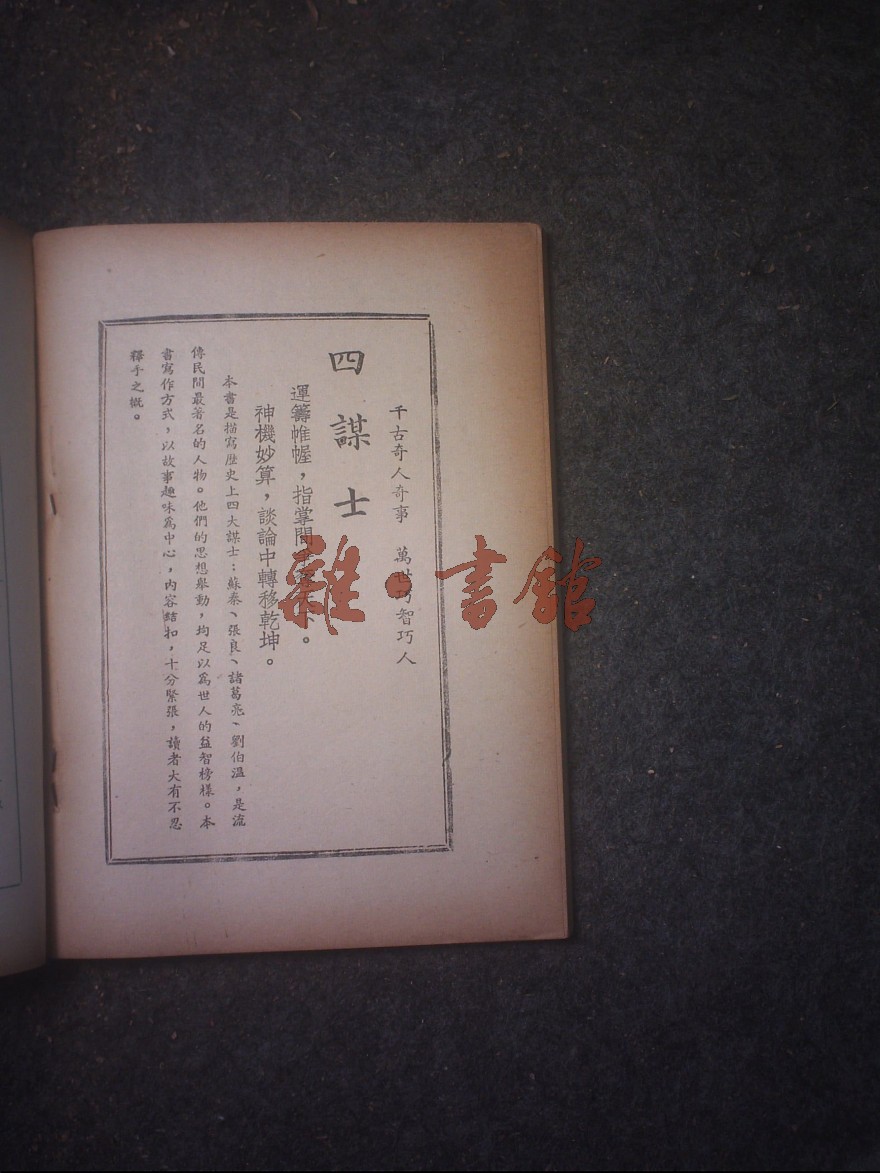 千古奇人奇事　萬世　智巧人
四謀士
運籌帷幄，指掌間　。
神機妙算，談論中轉移乾坤。
本書是描寫歷史上四大謀士：蘇秦、張良、諸葛亮、劉伯溫，是流
傳民間最著名的人物。他們的思想舉動，均足以爲世人的益智榜樣。本
書寫作方式，以故事趣味爲中心，內容結扣，十分緊張，讀者大有不忍
釋手之慨。
雜·書館